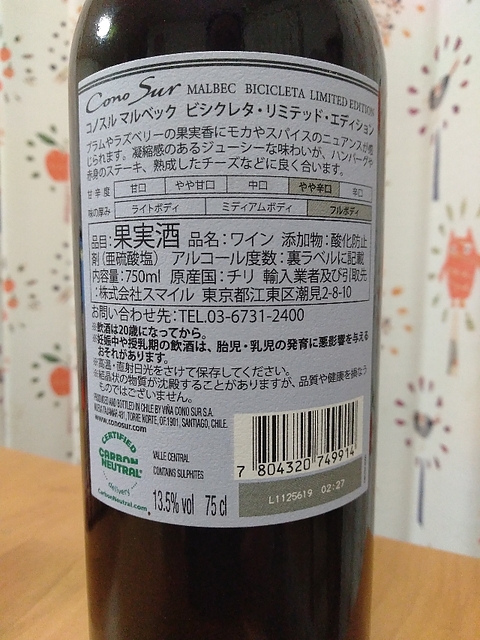 Cono Sur MALBEC BICICLETA LIMITED EDITION
コノスル マルベック ビシクレタ・リミテッド・エディション
プラムやラズベリーの果実香にモカやスパイスのニュアンスが感
じられます。凝縮感のあるジューシーな味わいが、ハンバーグや
赤身のステーキ、熟成したチーズなどに良く合います。
甘辛度 甘口 やや甘口 中口 やや辛口 辛口
味の厚み ライトボディ ミディアムボディ フルボディ
品目:果実酒 品名:ワイン 添加物:酸化防止
剤(亜硫酸塩) アルコール度数:裏ラベルに記載
内容量:750ml 原産国:チリ 輸入業者及び引取先
:株式会社スマイル 東京都江東区潮見2-8-10
お問い合わせ先:TEL.03-6731-2400
※飲酒は20歳になってから。
※妊娠中や授乳期の飲酒は、胎児・乳児の発育に悪影響を与える
おそれがあります。
※高温・直射日光をさけて保存してください。
※結晶状の物質が沈殿することがありますが、品質や健康を損なう
ものではございません。
PRODUCED AND BOTTLED IN CHILE BY VIÑA CONO SUR S.A.
NUEVA TAJAMAR 481, TORRE NORTE, OF. 1901, SANTIAGO, CHILE.
www.conosur.com
CERTIFIED
CARBON
NEUTRAL
delivery
CarbonNeutral.com
VALLE CENTRAL
CONTAINS SULPHITES
13.5% vol 75 cl
7 804320 749914
L1125619 02:27